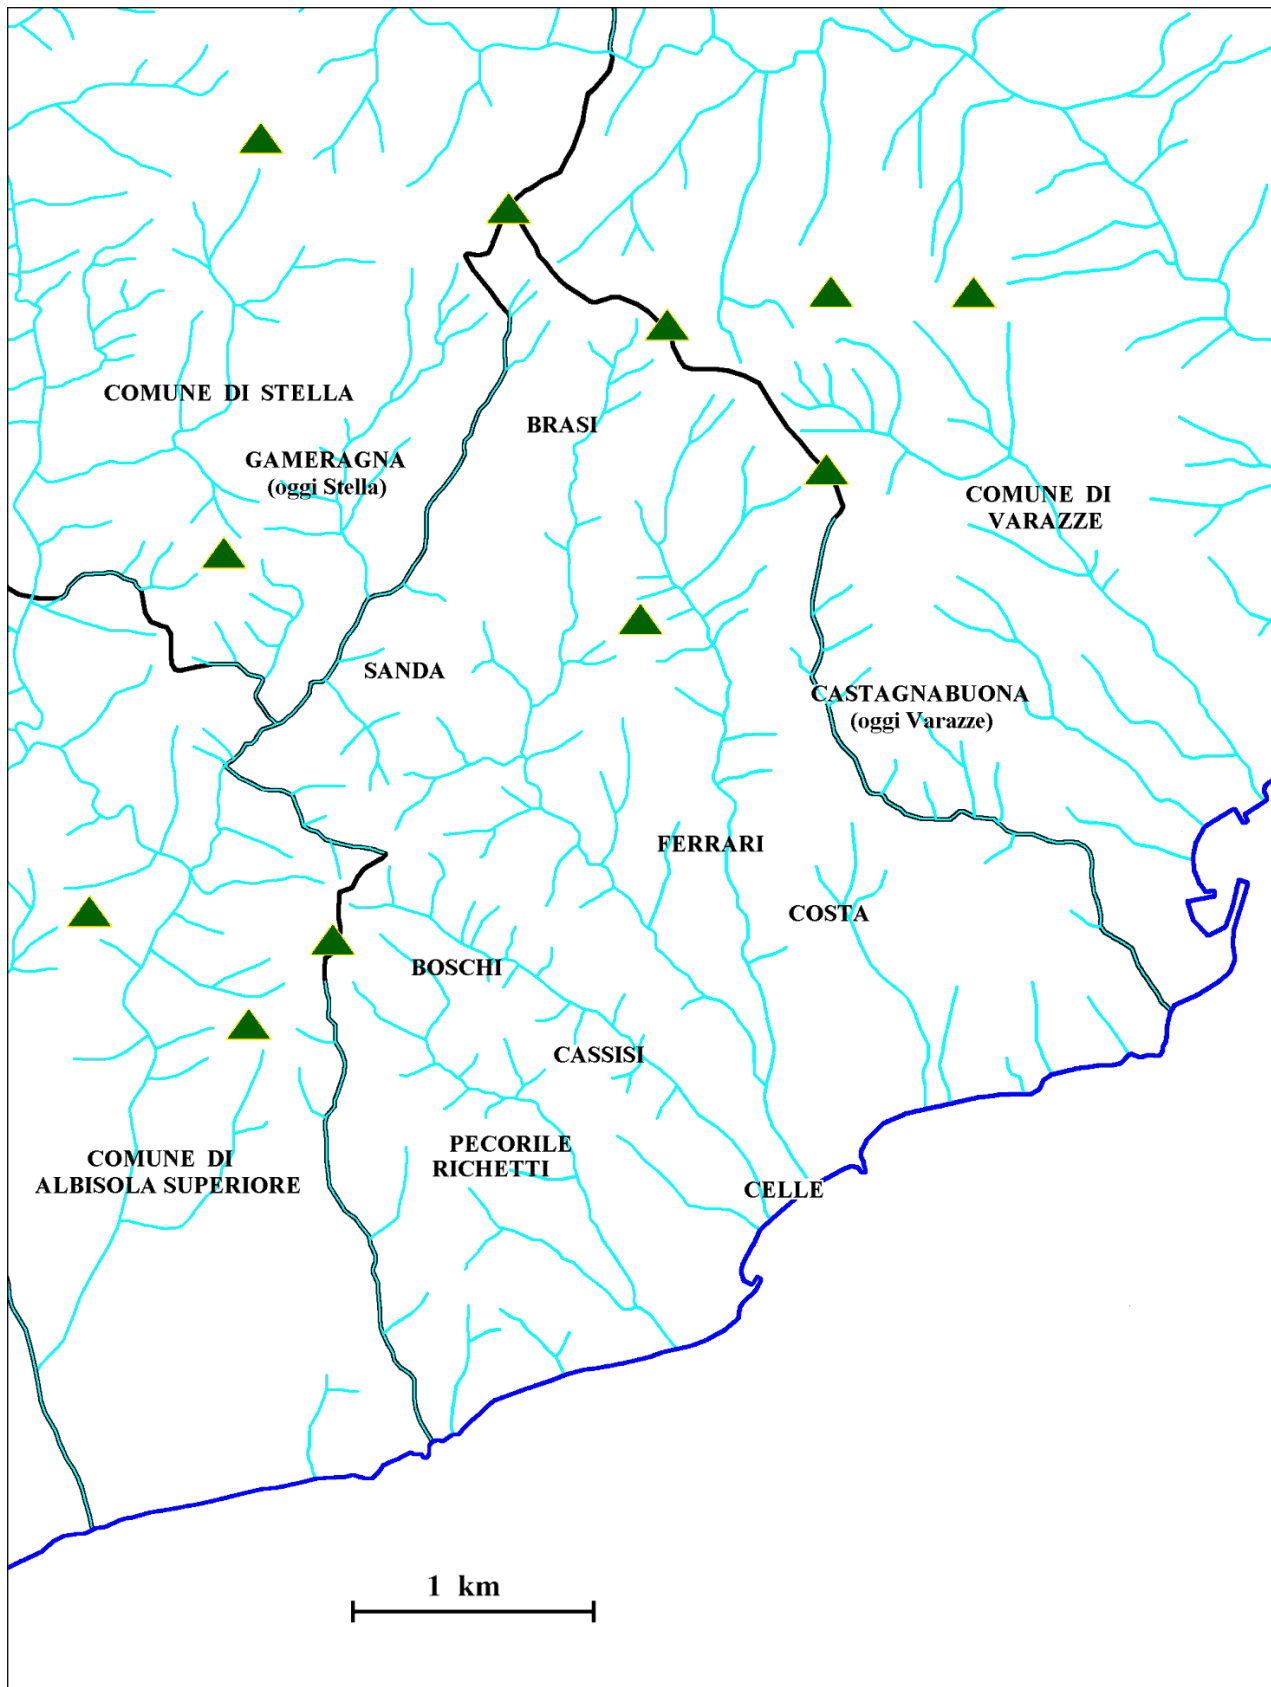 COMUNE DI STELLA
BRASI
GAMERAGNA
(oggi Stella)
COMUNE DI
VARAZZE
SANDA
CASTAGNABUONA
(oggi Varazze)
FERRARI
COSTA
BOSCHI
CASSISI
PECORILE
RICHETTI
COMUNE DI
ALBISOLA SUPERIORE
CELLE
1 km